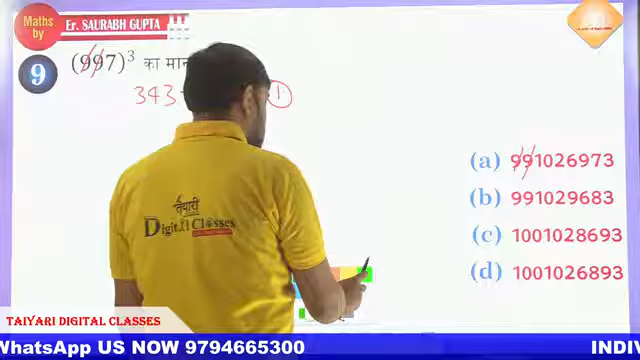 Maths by
Er. SAURABH GUPTA
9 (997)³ का मान
343
1
(a) 991026973
(b) 991029683
(c) 1001028693
(d) 1001026893
तैयारी
Digital Classes
TAIYARI DIGITAL CLASSES
WhatsApp US NOW 9794665300
INDIV